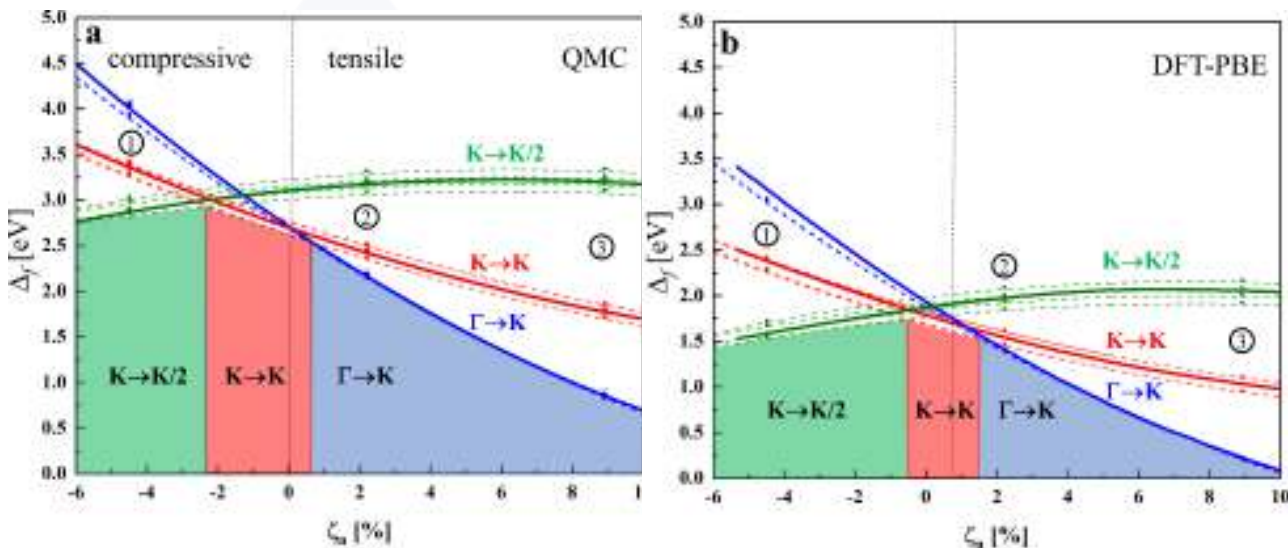 a
compressive
tensile
QMC
5.0
4.5
4.0
3.5
3.0
2.5
2.0
1.5
1.0
0.5
0.0
Δf [eV]
①
K→K/2
②
③
K→K
Γ→K
K→K/2
K→K
Γ→K
-6
-4
-2
0
2
4
6
8
10
ζa [%]
b
DFT-PBE
5.0
4.5
4.0
3.5
3.0
2.5
2.0
1.5
1.0
0.5
0.0
Δf [eV]
①
②
K→K/2
K→K
③
Γ→K
K→K/2
K→K
Γ→K
-6
-4
-2
0
2
4
6
8
10
ζa [%]